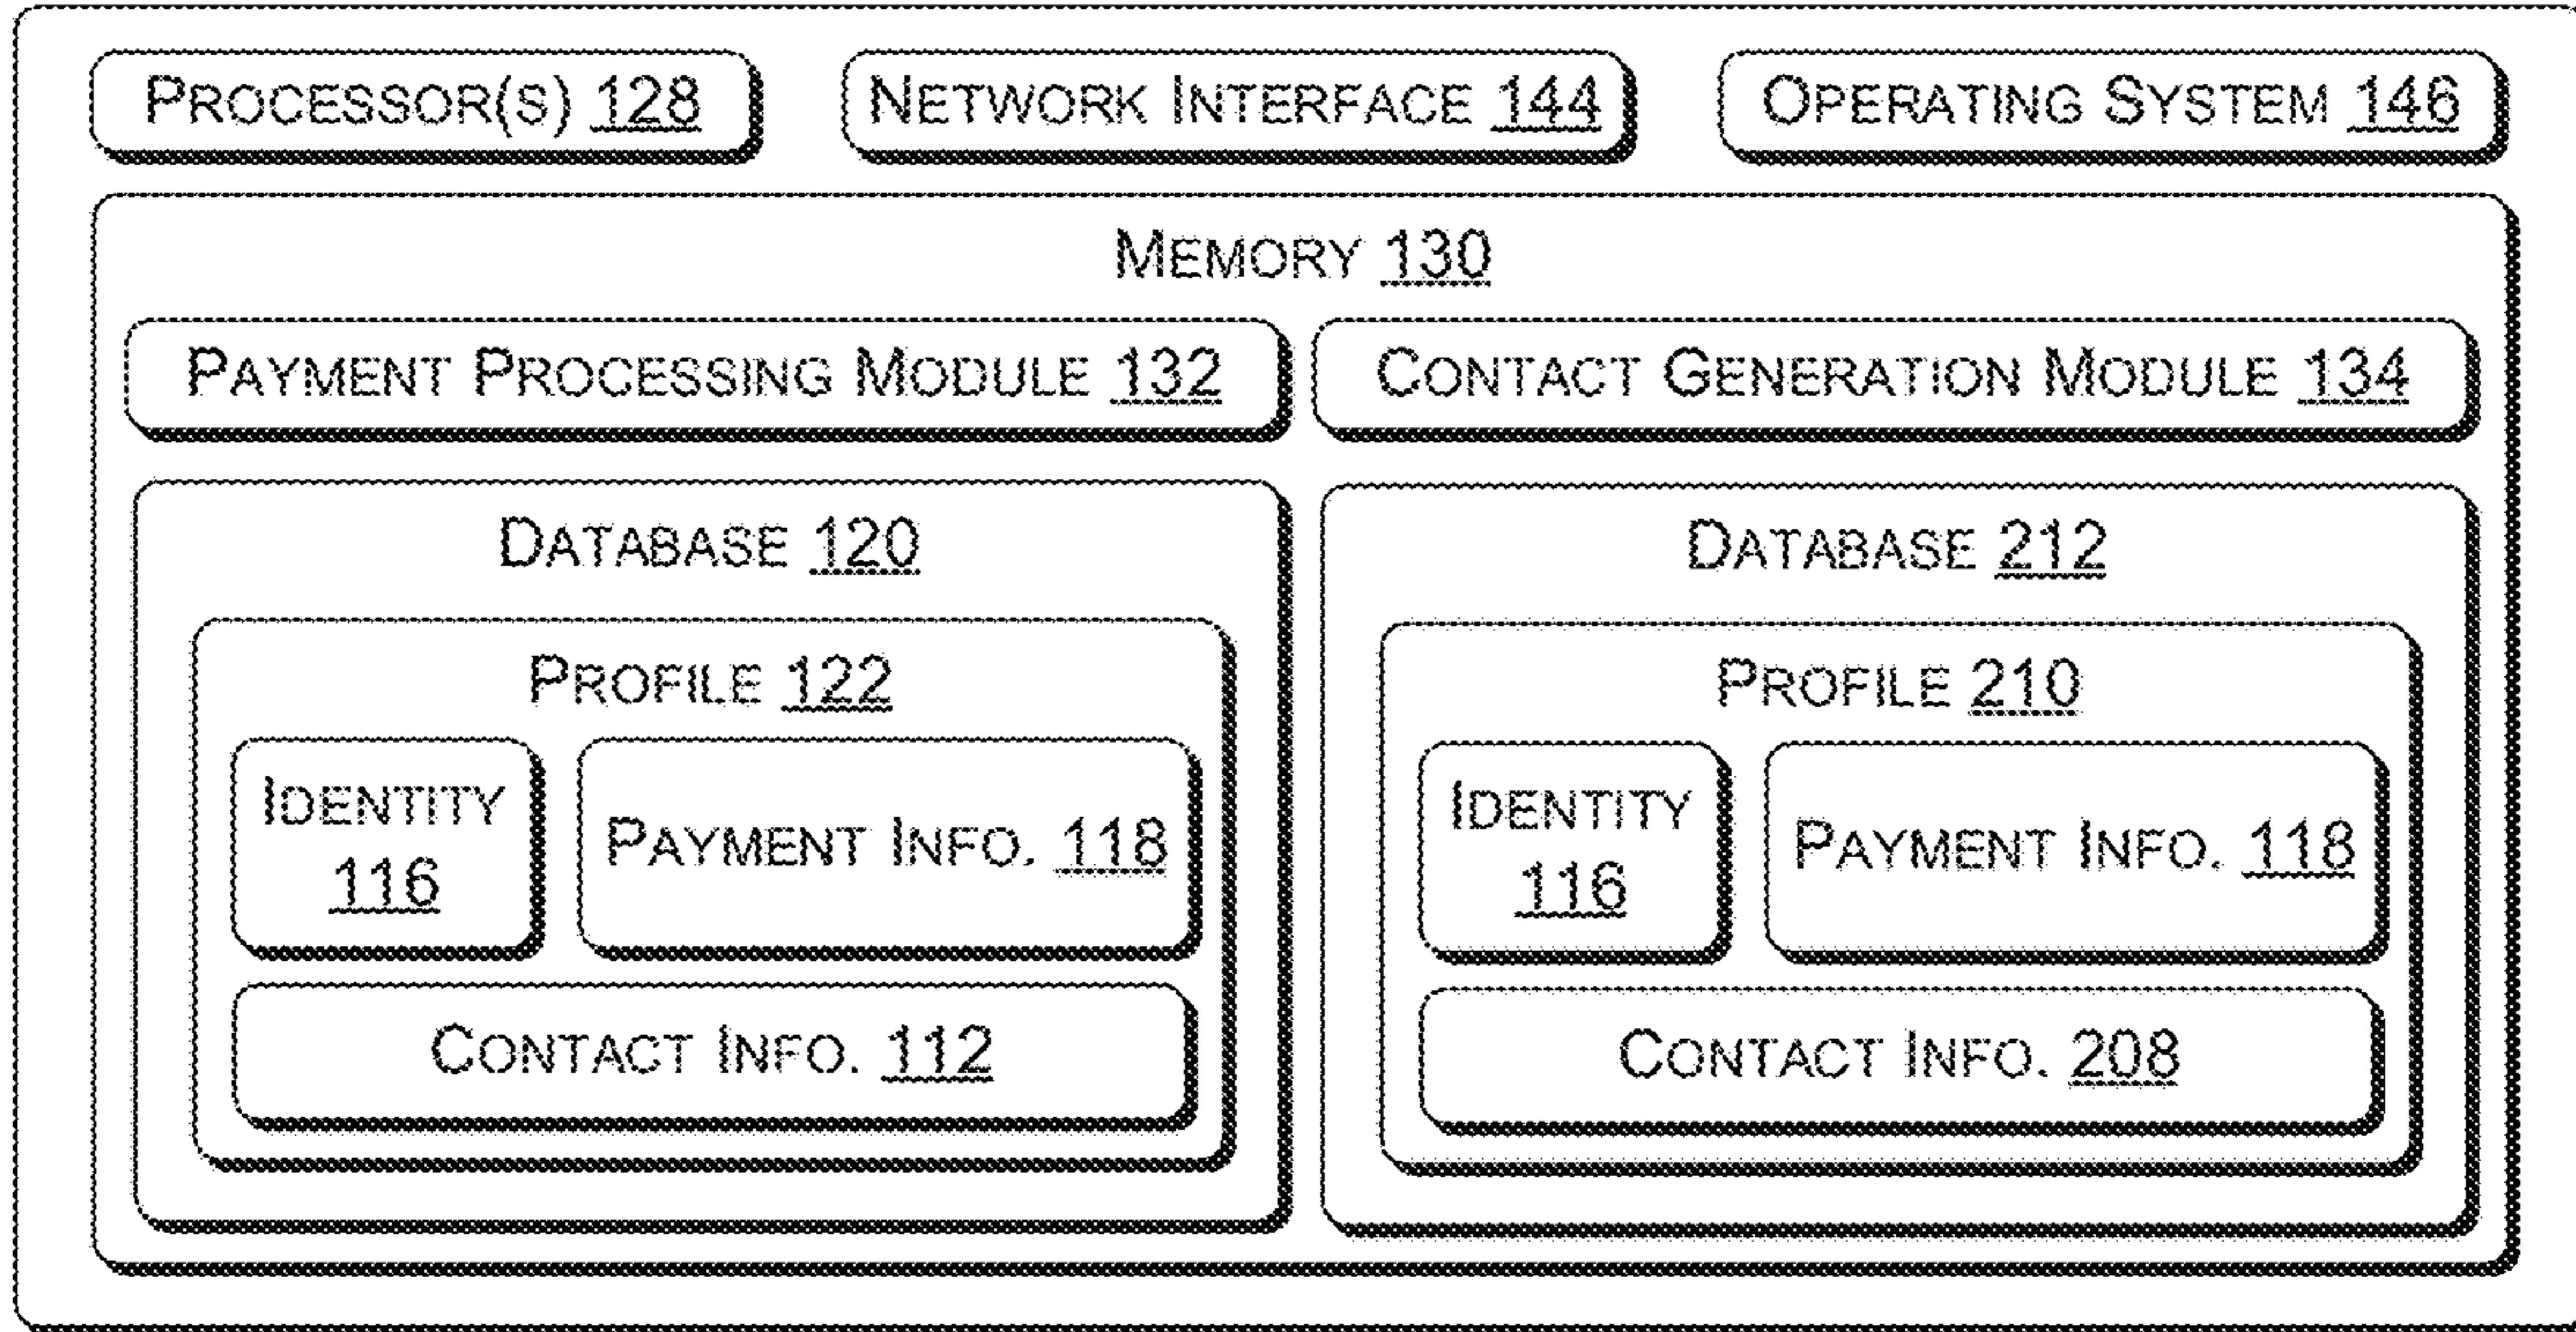 PROCESSOR(S) 128 NETWORK INTERFACE 144 OPERATING SYSTEM 146
MEMORY 130
PAYMENT PROCESSING MODULE 132 CONTACT GENERATION MODULE 134
DATABASE 120
PROFILE 122
IDENTITY
116
PAYMENT INFO. 118
CONTACT INFO. 112
DATABASE 212
PROFILE 210
IDENTITY
116
PAYMENT INFO. 118
CONTACT INFO. 208